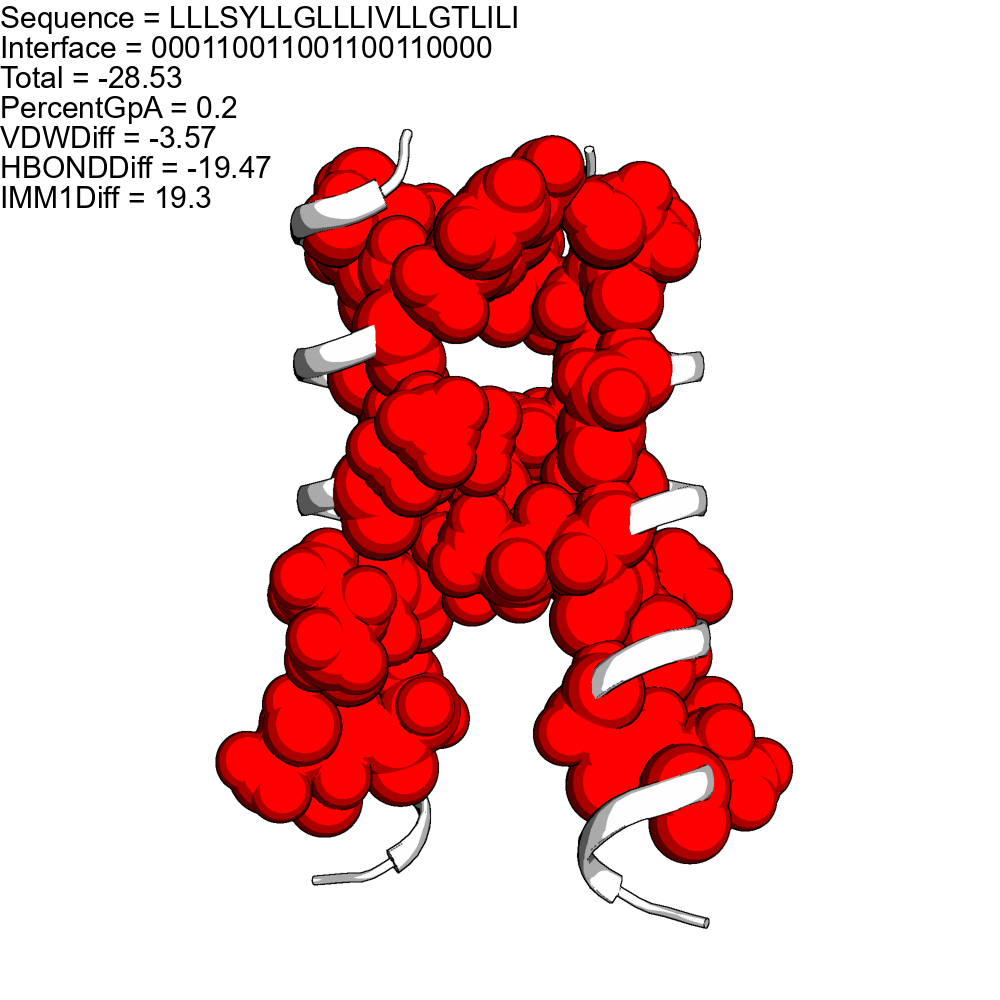 Sequence = LLLSYLLGLLLIVLLGTLILI
Interface = 000110011001100110000
Total = -28.53
PercentGpA = 0.2
VDWDiff = -3.57
HBONDDiff = -19.47
IMM1Diff = 19.3